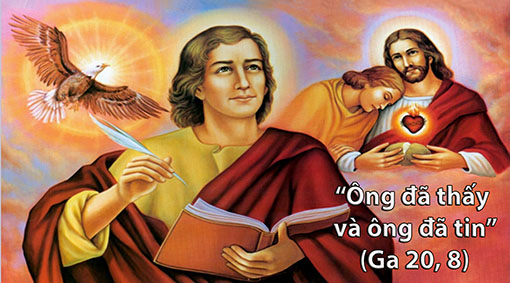 “Ông đã thấy
và ông đã tin”
(Ga 20, 8)